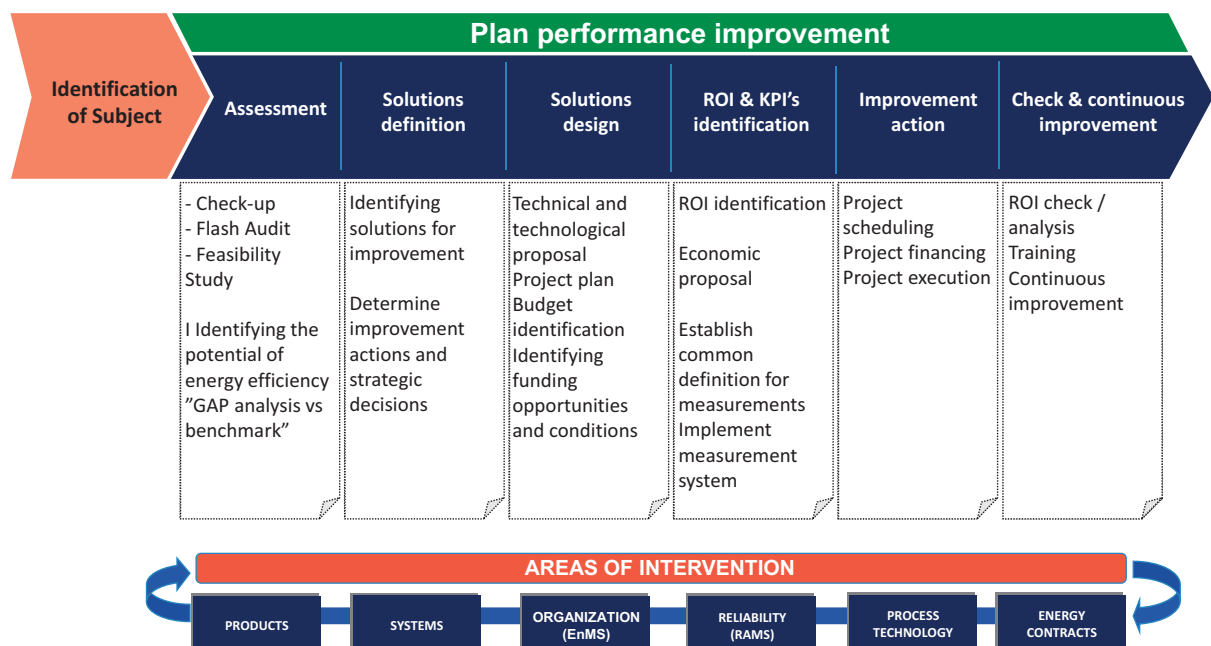 Plan performance improvement
Identification
of Subject
Assessment
Solutions
definition
Solutions
design
ROI & KPI's
identification
Improvement
action
Check & continuous
improvement
- Check-up
- Flash Audit
- Feasibility
Study
I Identifying the
potential of
energy efficiency
”GAP analysis vs
benchmark”
Identifying
solutions for
improvement
Determine
improvement
actions and
strategic
decisions
Technical and
technological
proposal
Project plan
Budget
identification
Identifying
funding
opportunities
and conditions
ROI identification
Economic
proposal
Establish
common
definition for
measurements
Implement
measurement
system
Project
scheduling
Project financing
Project execution
ROI check /
analysis
Training
Continuous
improvement
AREAS OF INTERVENTION
PRODUCTS
SYSTEMS
ORGANIZATION
(EnMS)
RELIABILITY
(RAMS)
PROCESS
TECHNOLOGY
ENERGY
CONTRACTS